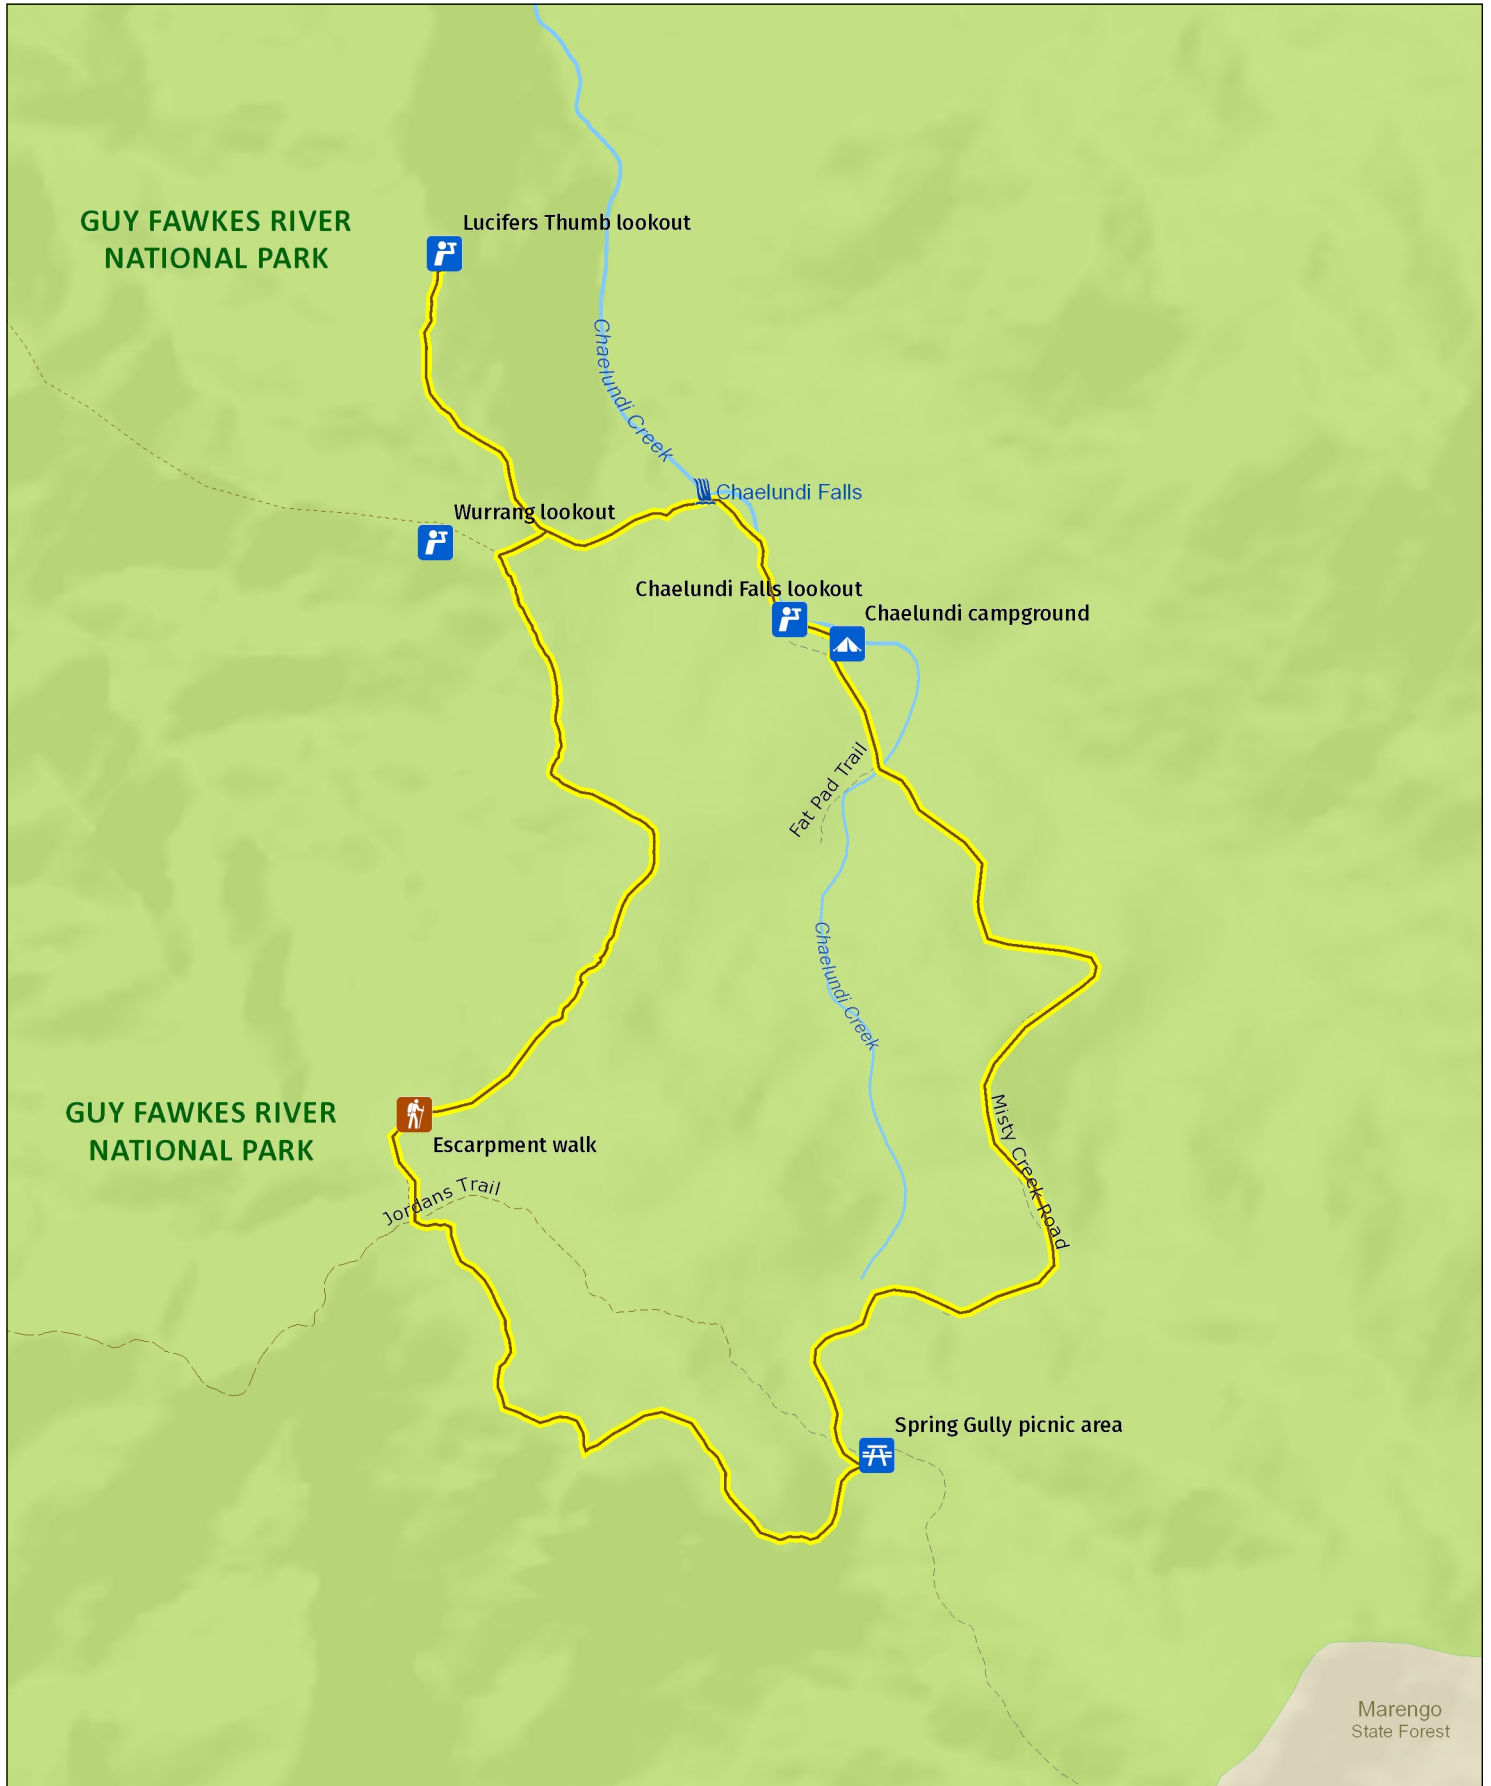 GUY FAWKES RIVER
NATIONAL PARK
Lucifers Thumb lookout
Chaelundi Creek
Chaelundi Falls
Wurrang lookout
Chaelundi Falls lookout
Chaelundi campground
Fat Pad Trail
Chaelundi Creek
GUY FAWKES RIVER
NATIONAL PARK
Escarpment walk
Misty Creek Road
Jordans Trail
Spring Gully picnic area
Marengo
State Forest